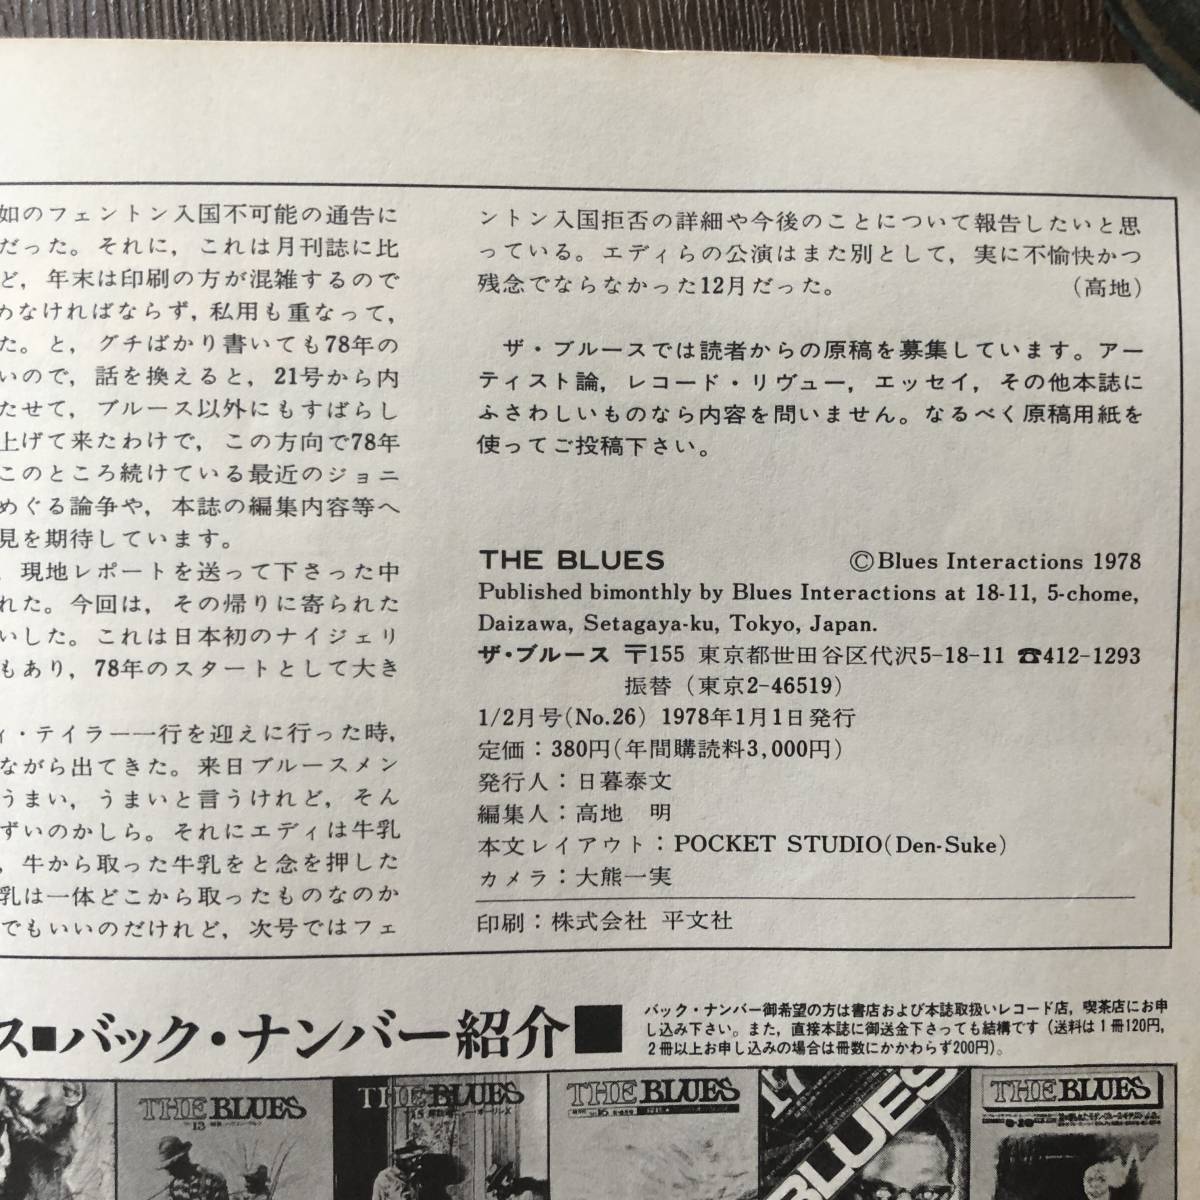 如のフェントン入国不可能の通告に
だった。それに，これは月刊誌に比
ど，年末は印刷の方が混雑するので
めなければならず，私用も重なって，
た。と，グチばかり書いても78年の
いので，話を換えると，21号から内
たせて，ブルース以外にもすばらし
上げて来たわけで，この方向で78年
このところ続けている最近のジョニ
めぐる論争や，本誌の編集内容等へ
見を期待しています。
，現地レポートを送って下さった中
れた。今回は，その帰りに寄られた
いした。これは日本初のナイジェリ
もあり，78年のスタートとして大き
ィ・テイラー一行を迎えに行った時，
ながら出てきた。来日ブルースメン
うまい，うまいと言うけれど，そん
ずいのかしら。それにエディは牛乳
，牛から取った牛乳をと念を押した
乳は一体どこから取ったものなのか
でもいいのだけれど，次号ではフェ
ントン入国拒否の詳細や今後のことについて報告したいと思
っている。エディらの公演はまた別として，実に不愉快かつ
残念でならなかった12月だった。 （高地）
ザ・ブルースでは読者からの原稿を募集しています。アー
ティスト論，レコード・リヴュー，エッセイ，その他本誌に
ふさわしいものなら内容を問いません。なるべく原稿用紙を
使ってご投稿下さい。
THE BLUES ©Blues Interactions 1978
Published bimonthly by Blues Interactions at 18-11, 5-chome,
Daizawa, Setagaya-ku, Tokyo, Japan.
ザ・ブルース 〒155 東京都世田谷区代沢5-18-11 ☎412-1293
振替（東京2-46519）
1/2月号（No.26）1978年1月1日発行
定価：380円（年間購読料3,000円）
発行人：日暮泰文
編集人：高地 明
本文レイアウト：POCKET STUDIO（Den-Suke）
カメラ：大熊一実
印刷：株式会社 平文社
ス■バック・ナンバー紹介■
バック・ナンバー御希望の方は書店および本誌取扱いレコード店，喫茶店にお申
し込み下さい。また，直接本誌に御送金下さっても結構です（送料は1冊120円，
2冊以上お申し込みの場合は冊数にかかわらず200円）。
THE BLUES
13
THE BLUES
15
THE BLUES
16
17
BLUES
THE BLUES